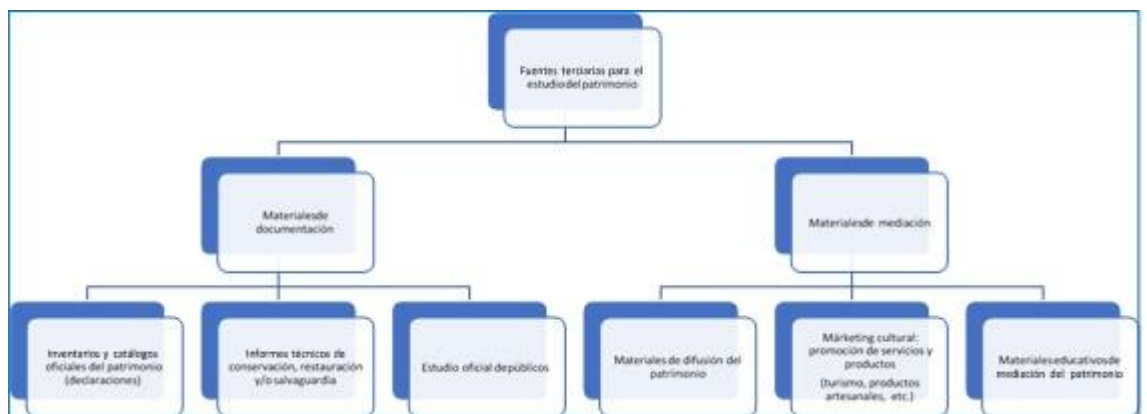 Fuentes terciarias para el
estudio del patrimonio
Materiales de
documentación
Materiales de mediación
Inventarios y catálogos
oficiales del patrimonio
(declaraciones)
Informes técnicos de
conservación, restauración
y/o salvaguardia
Estudio oficial de públicos
Materiales de difusión del
patrimonio
Márketing cultural:
promoción de servicios y
productos
(turismo, productos
artesanales, etc.)
Materiales educativos de
mediación del patrimonio